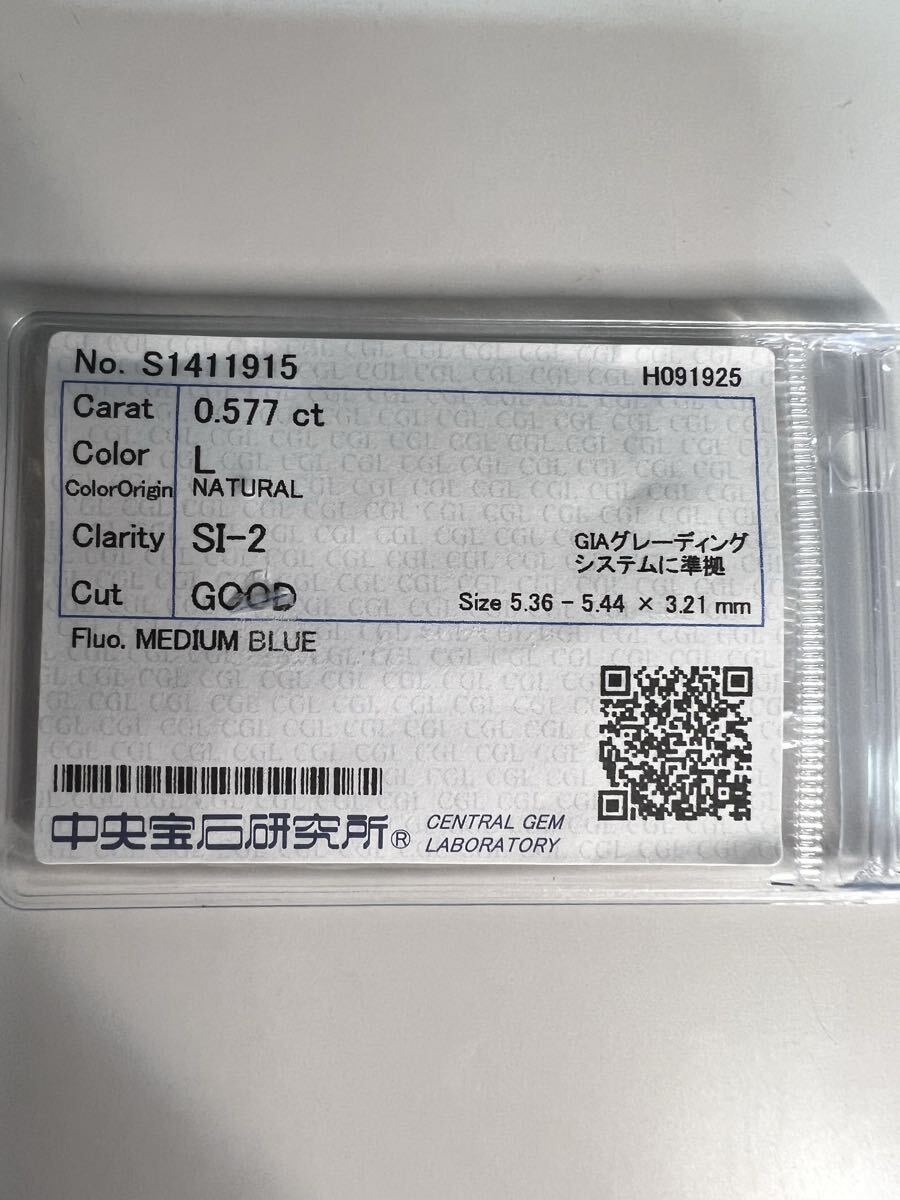 No. S1411915
H091925
Carat 0.577 ct
Color L
ColorOrigin NATURAL
Clarity SI-2
GIAグレーディング
システムに準拠
Cut GOOD
Size 5.36 - 5.44 × 3.21 mm
Fluo. MEDIUM BLUE
中央宝石研究所® CENTRAL GEM
LABORATORY